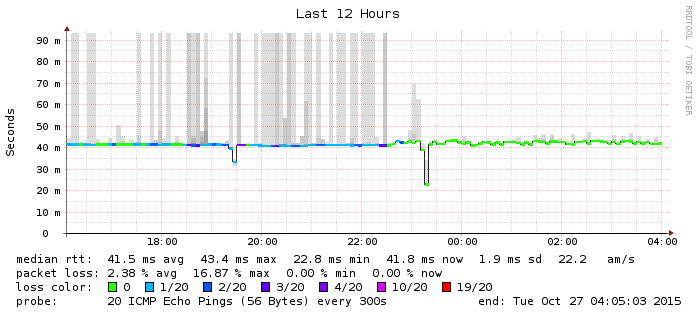 Last 12 Hours
RRDTOOL / TOBI OETIKER
Seconds
90 m
80 m
70 m
60 m
50 m
40 m
30 m
20 m
10 m
0
18:00 20:00 22:00 00:00 02:00 04:00
median rtt: 41.5 ms avg 43.4 ms max 22.8 ms min 41.8 ms now 1.9 ms sd 22.2 am/s
packet loss: 2.38 % avg 16.87 % max 0.00 % min 0.00 % now
loss color: 0 1/20 2/20 3/20 4/20 10/20 19/20
probe: 20 ICMP Echo Pings (56 Bytes) every 300s end: Tue Oct 27 04:05:03 2015